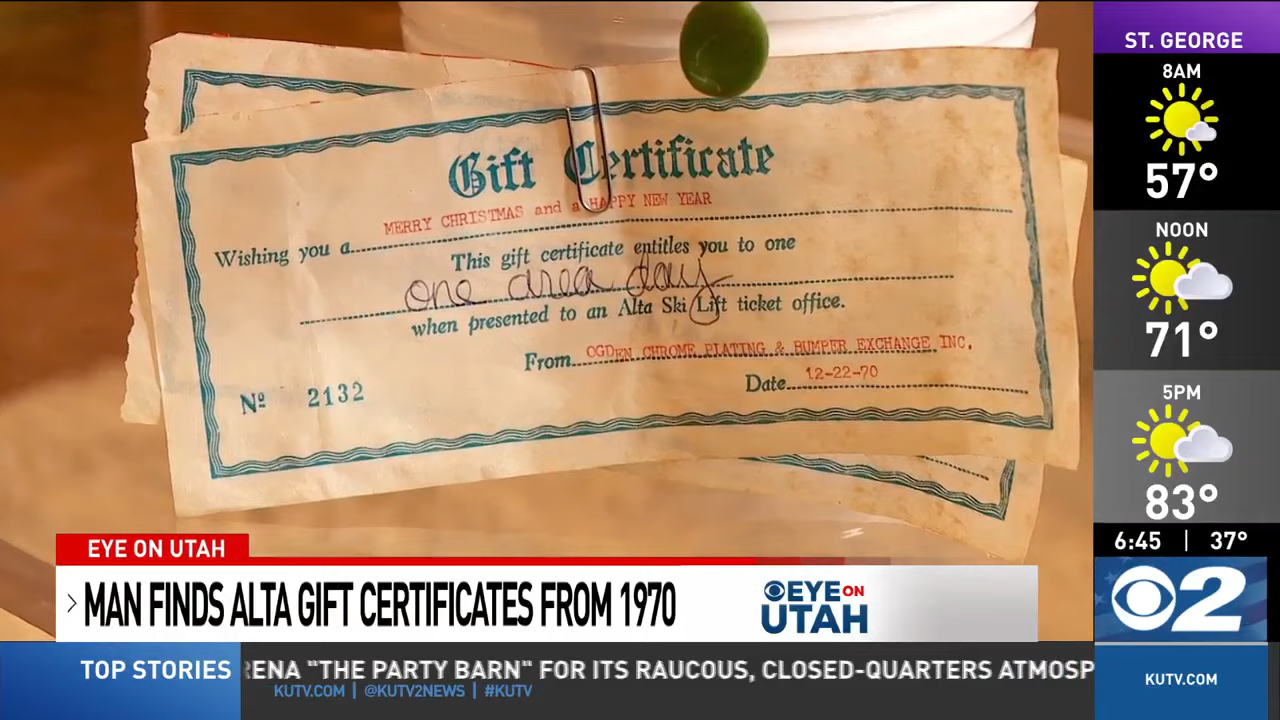 Gift Certificate
MERRY CHRISTMAS and a HAPPY NEW YEAR
Wishing you a
This gift certificate entitles you to one
one area day
when presented to an Alta Ski Lift ticket office.
From OGDEN CHROME PLATING & BUMPER EXCHANGE INC.
Date 12-22-70
Nº 2132
EYE ON UTAH
MAN FINDS ALTA GIFT CERTIFICATES FROM 1970
EYE ON
UTAH
TOP STORIES
RENA "THE PARTY BARN" FOR ITS RAUCOUS, CLOSED-QUARTERS ATMOSP
KUTV.COM | @KUTV2NEWS | #KUTV
ST. GEORGE
8AM
57°
NOON
71°
5PM
83°
6:45 | 37°
2
KUTV.COM